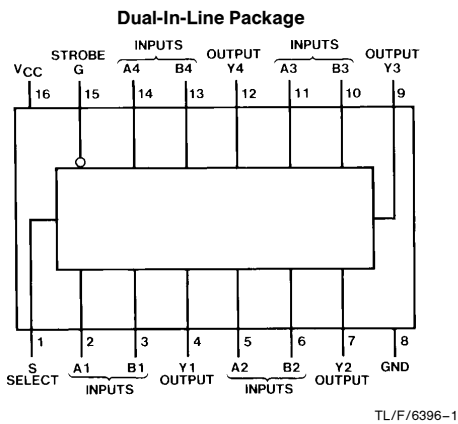 Dual-In-Line Package
INPUTS INPUTS
STROBE OUTPUT OUTPUT
VCC G A4 B4 Y4 A3 B3 Y3
16 15 14 13 12 11 10 9
1 2 3 4 5 6 7 8
S A1 B1 Y1 A2 B2 Y2 GND
SELECT INPUTS OUTPUT INPUTS OUTPUT
TL/F/6396–1